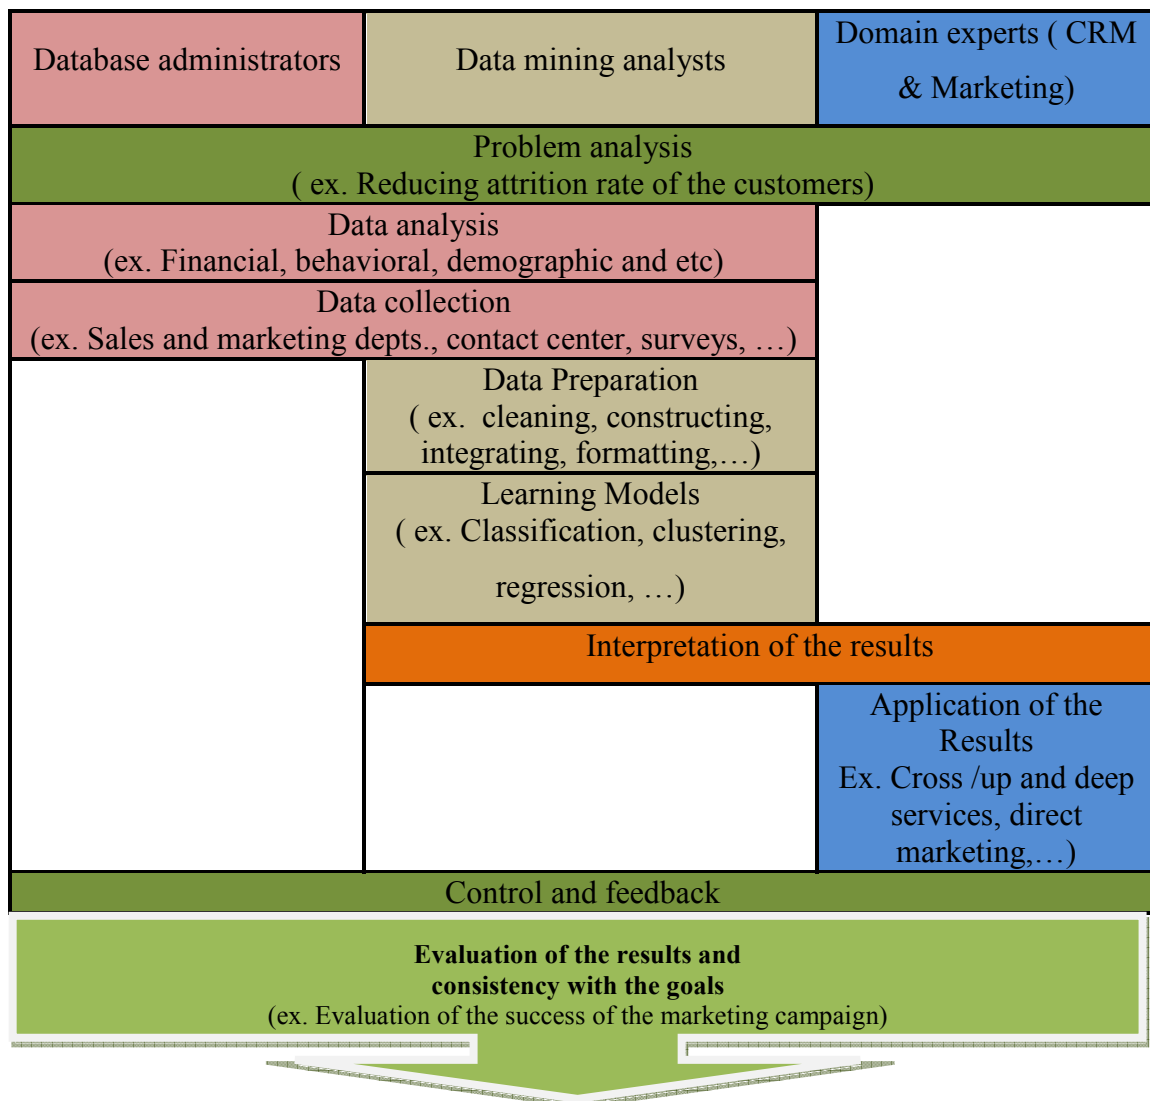 Database administrators
Data mining analysts
Domain experts ( CRM
& Marketing)
Problem analysis
( ex. Reducing attrition rate of the customers)
Data analysis
(ex. Financial, behavioral, demographic and etc)
Data collection
(ex. Sales and marketing depts., contact center, surveys, …)
Data Preparation
( ex. cleaning, constructing,
integrating, formatting,…)
Learning Models
( ex. Classification, clustering,
regression, …)
Interpretation of the results
Application of the
Results
Ex. Cross /up and deep
services, direct
marketing,…)
Control and feedback
Evaluation of the results and
consistency with the goals
(ex. Evaluation of the success of the marketing campaign)